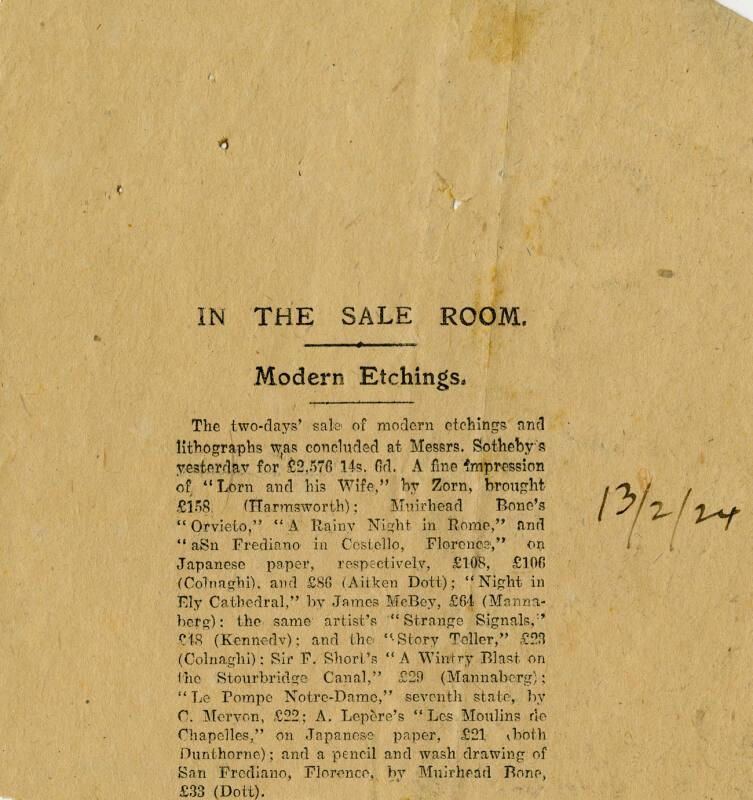 IN THE SALE ROOM.
Modern Etchings.
The two-days' sale of modern etchings and
lithographs was concluded at Messrs. Sotheby's
yesterday for £2,576 14s. 6d. A fine impression
of "Lorn and his Wife," by Zorn, brought
£158 (Harmsworth); Muirhead Bone's
"Orvieto," "A Rainy Night in Rome," and
"aSn Frediano in Costello, Florence," on
Japanese paper, respectively, £108, £106
(Colnaghi), and £86 (Aitken Dott); "Night in
Ely Cathedral," by James McBey, £64 (Manna-
berg); the same artist's "Strange Signals,"
£48 (Kennedy); and the "Story Teller," £23
(Colnaghi); Sir F. Short's "A Wintry Blast on
the Stourbridge Canal," £29 (Mannaberg);
"Le Pompe Notre-Dame," seventh state, by
C. Meryon, £22; A. Lepère's "Les Moulins de
Chapelles," on Japanese paper, £21 (both
Dunthorne); and a pencil and wash drawing of
San Frediano, Florence, by Muirhead Bone,
£33 (Dott).
13/2/24